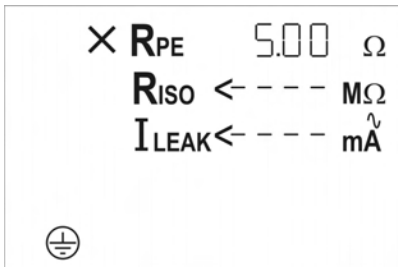 × RPE 5.00 Ω
RISO <---- MΩ
ILEAK <---- mA